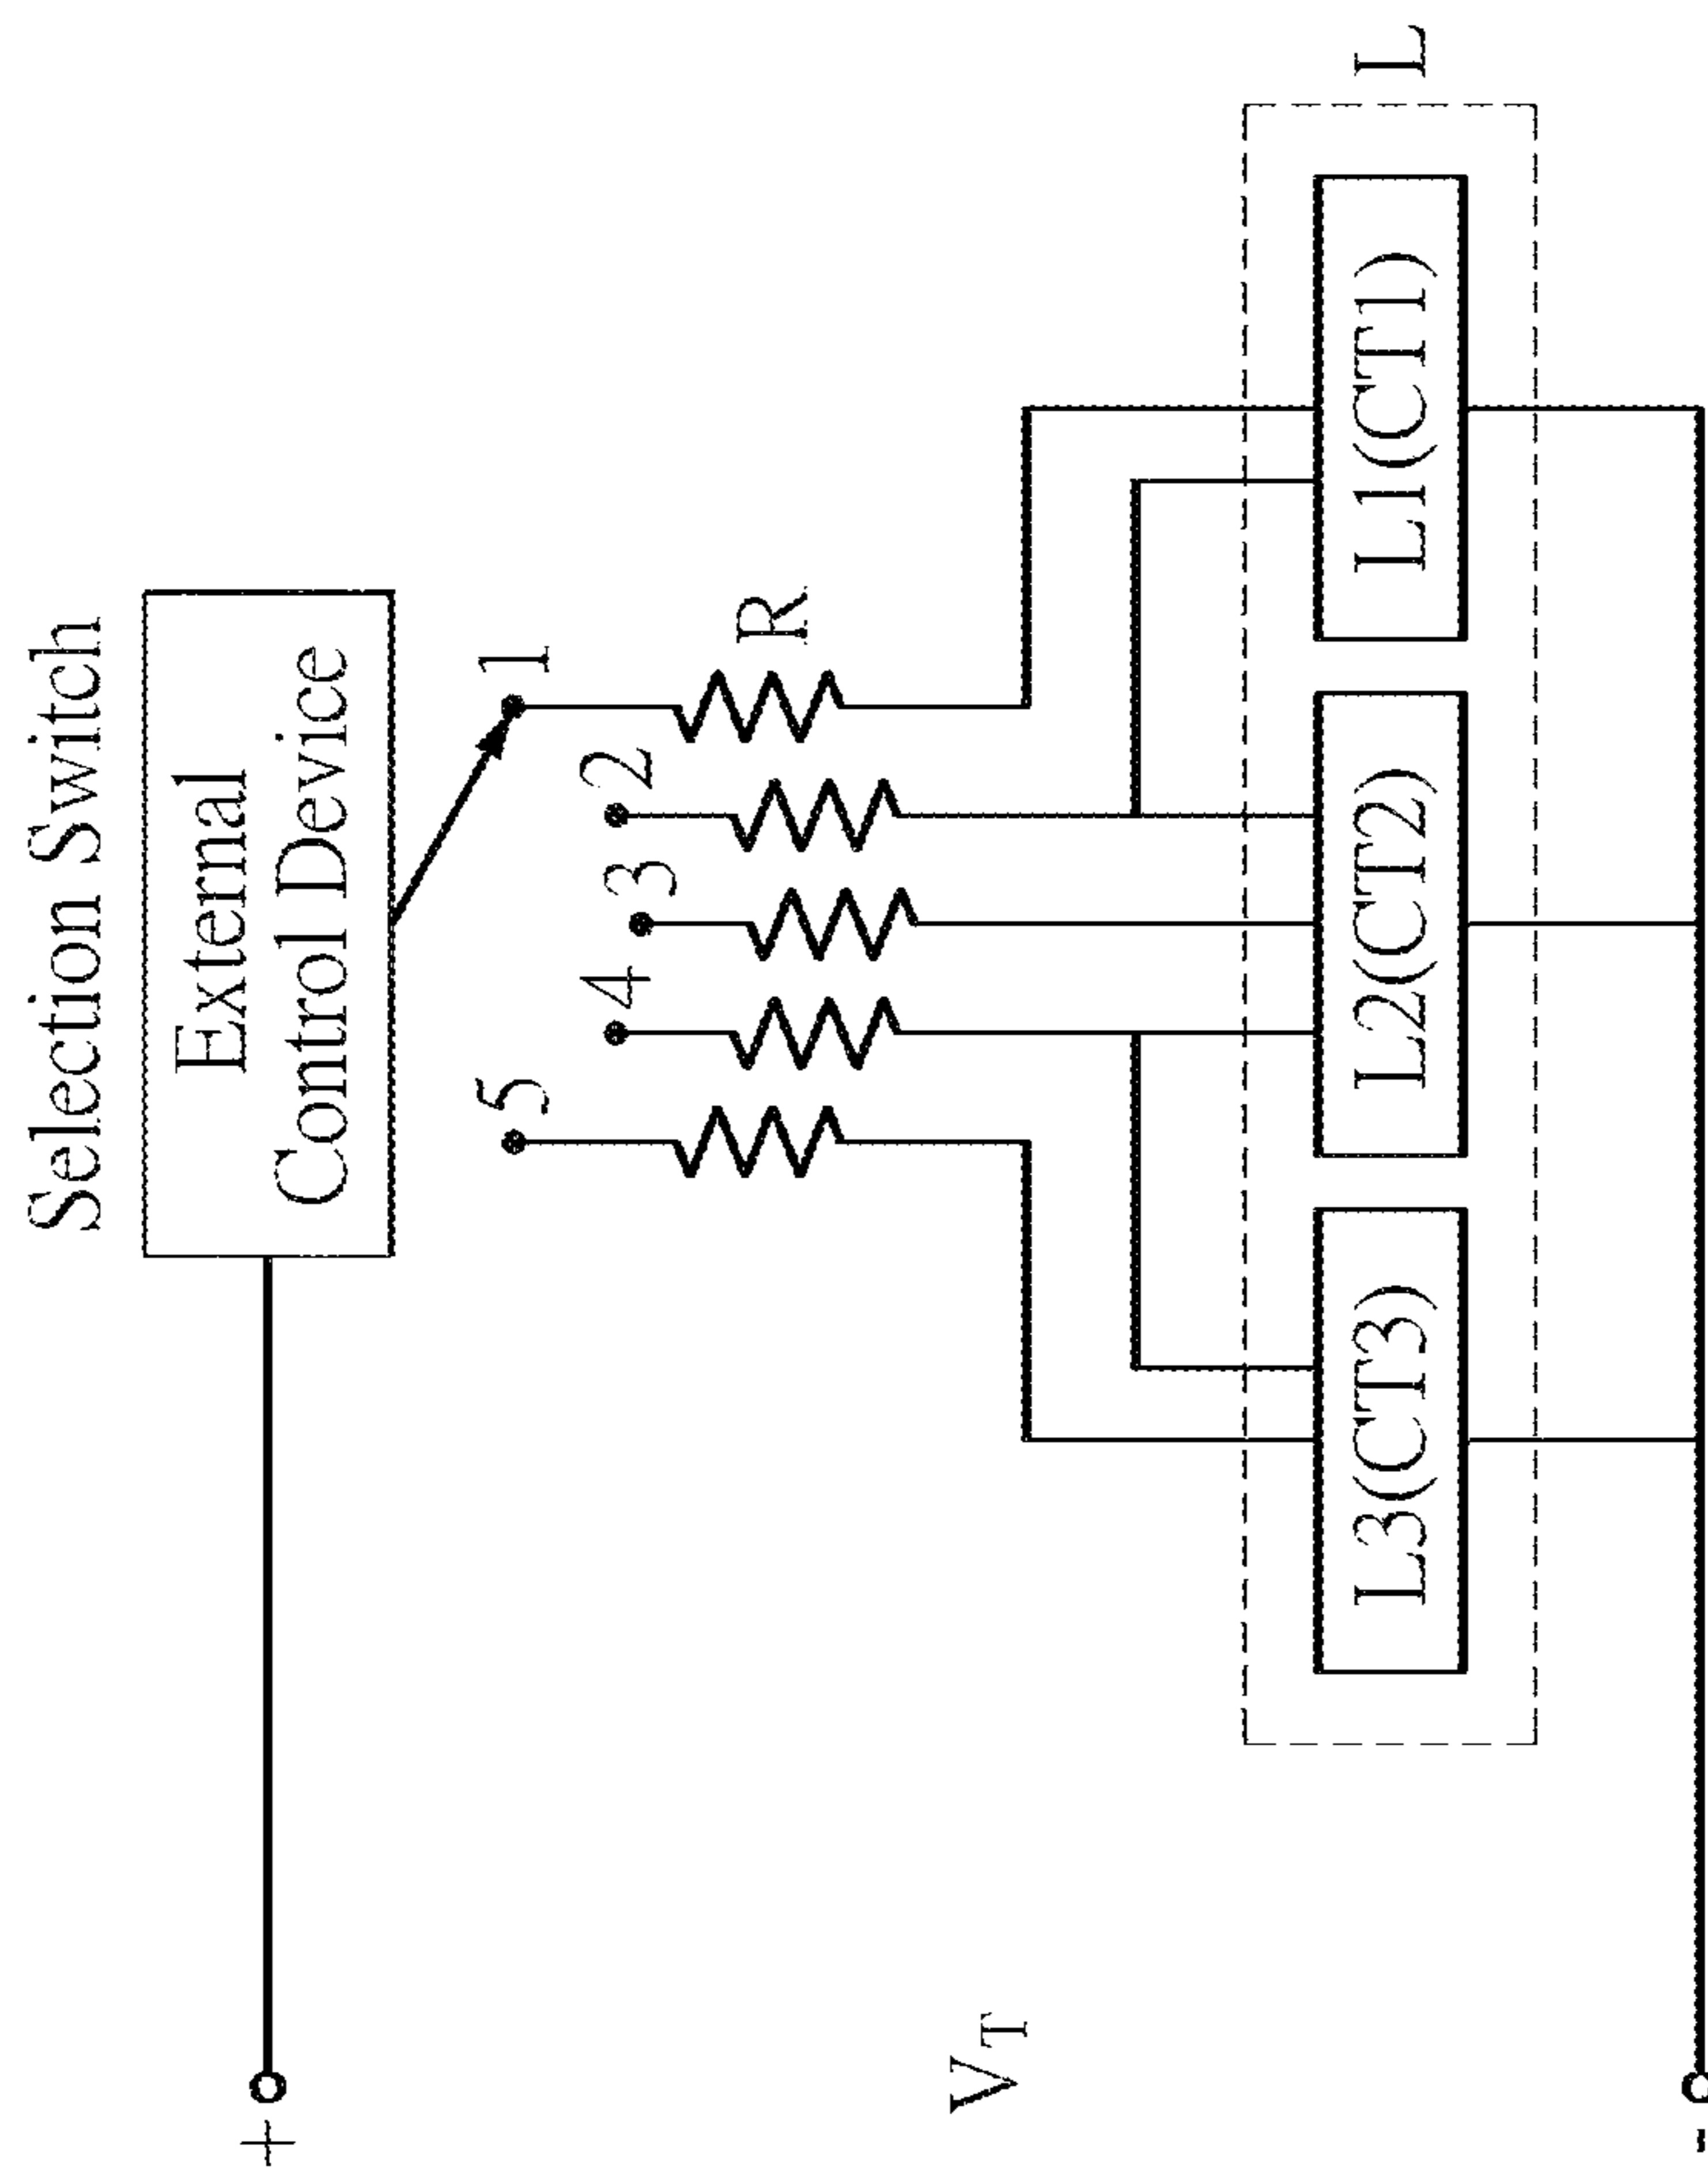 Selection Switch
External
Control Device
+
5
4
3
2
1
R
V_T
L
L3(CT3)
L2(CT2)
L1(CT1)
-